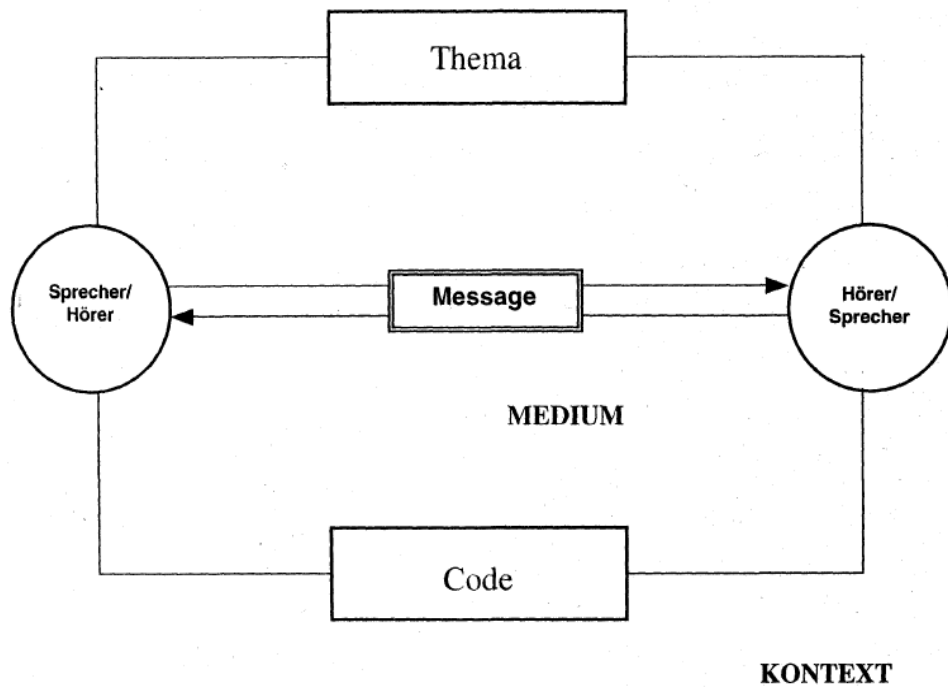 Thema
Sprecher/
Hörer
Message
Hörer/
Sprecher
MEDIUM
Code
KONTEXT